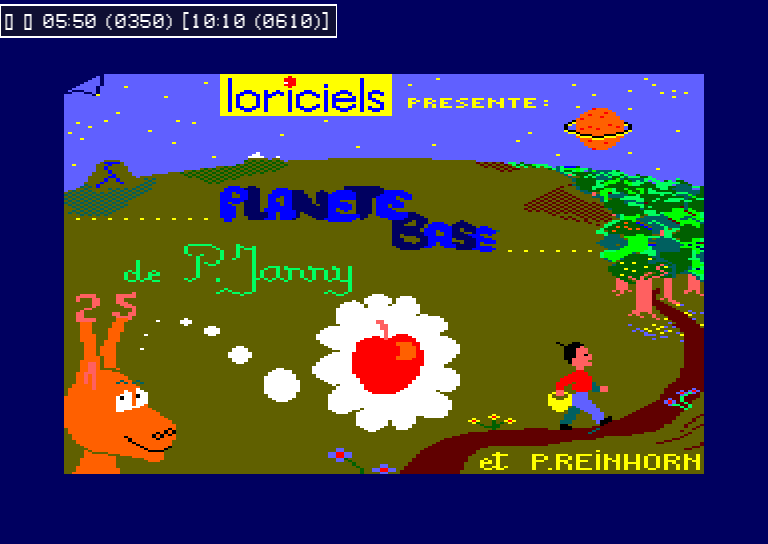 05:50 (0350) [10:10 (0610)]
loriciels PRESENTE:
PLANETE
BASE
de P.Janny
25
et P.REINHORN